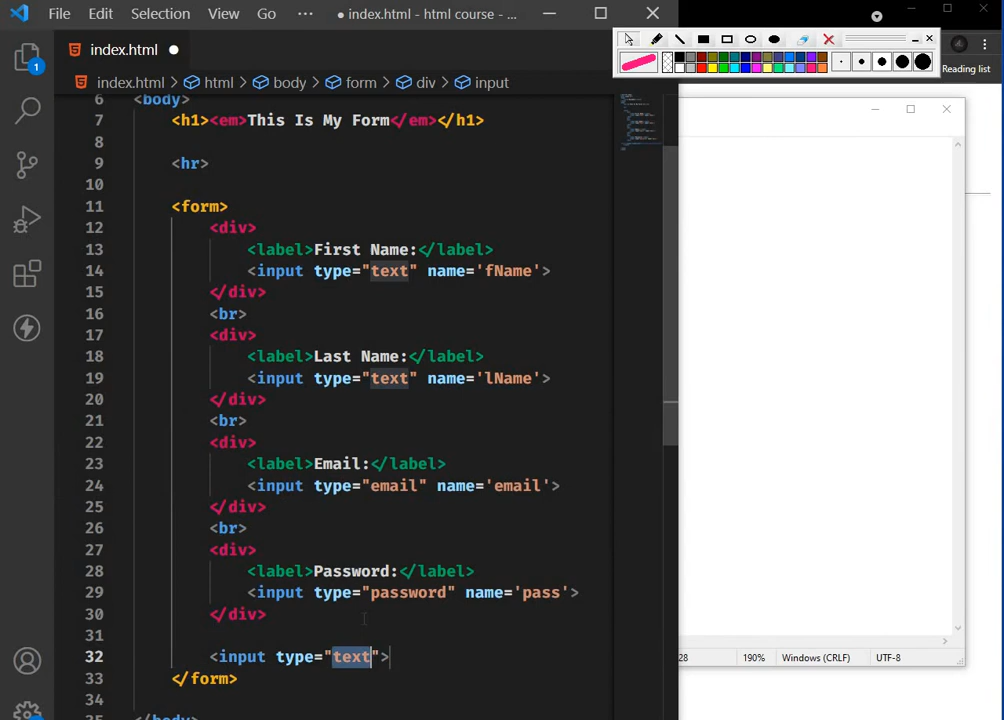 File Edit Selection View Go ··· ● index.html - html course - ...
index.html ●
index.html > html > body > form > div > input
Reading list
6 <body>
7 <h1><em>This Is My Form</em></h1>
8
9 <hr>
10
11 <form>
12 <div>
13 <label>First Name:</label>
14 <input type="text" name='fName'>
15 </div>
16 <br>
17 <div>
18 <label>Last Name:</label>
19 <input type="text" name='lName'>
20 </div>
21 <br>
22 <div>
23 <label>Email:</label>
24 <input type="email" name='email'>
25 </div>
26 <br>
27 <div>
28 <label>Password:</label>
29 <input type="password" name='pass'>
30 </div>
31
32 <input type="text">
33 </form>
34
35 </body>
1
28 190% Windows (CRLF) UTF-8